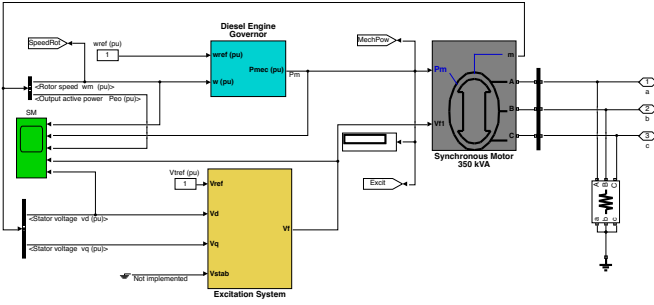 Diesel Engine
Governor
SpeedRot
wref (pu)
1
wref (pu)
w (pu)
Pmec (pu)
Pm
MechPow
Pm
m
A
B
C
Vf1
Synchronous Motor
350 kVA
1
a
2
b
3
c
<Rotor speed wm (pu)>
<Output active power Peo (pu)>
SM
Vtref (pu)
1
Vref
Vd
Vq
Vstab
Vf
Excit
<Stator voltage vd (pu)>
<Stator voltage vq (pu)>
Not implemented
Excitation System
A
B
C
a
b
c